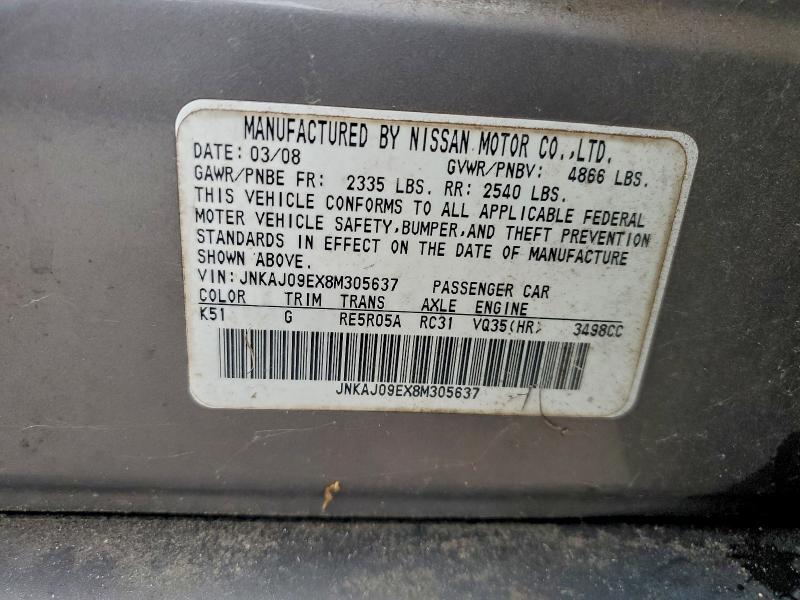 MANUFACTURED BY NISSAN MOTOR CO.,LTD.
DATE: 03/08 GVWR/PNBV: 4866 LBS.
GAWR/PNBE FR: 2335 LBS. RR: 2540 LBS.
THIS VEHICLE CONFORMS TO ALL APPLICABLE FEDERAL
MOTER VEHICLE SAFETY,BUMPER,AND THEFT PREVENTION
STANDARDS IN EFFECT ON THE DATE OF MANUFACTURE
SHOWN ABOVE.
VIN:JNKAJ09EX8M305637 PASSENGER CAR
COLOR TRIM TRANS AXLE ENGINE
K51 G RE5R05A RC31 VQ35(HR) 3498CC
JNKAJ09EX8M305637